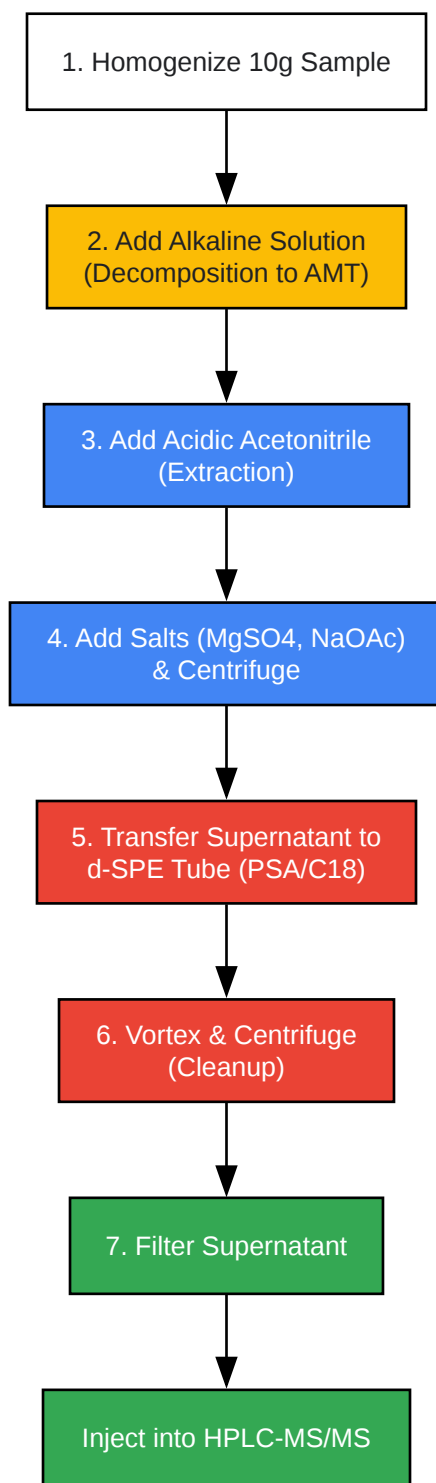 1. Homogenize 10g Sample
2. Add Alkaline Solution
(Decomposition to AMT)
3. Add Acidic Acetonitrile
(Extraction)
4. Add Salts (MgSO4, NaOAc)
& Centrifuge
5. Transfer Supernatant to
d-SPE Tube (PSA/C18)
6. Vortex & Centrifuge
(Cleanup)
7. Filter Supernatant
Inject into HPLC-MS/MS